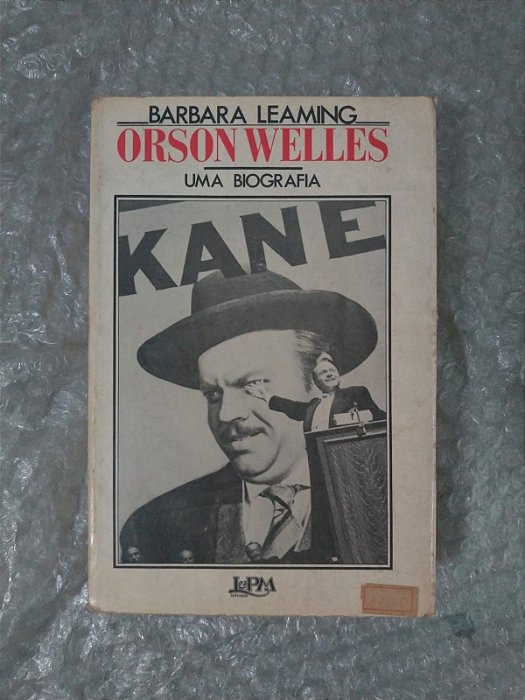 BARBARA LEAMING
ORSON WELLES
UMA BIOGRAFIA
KANE
L&PM